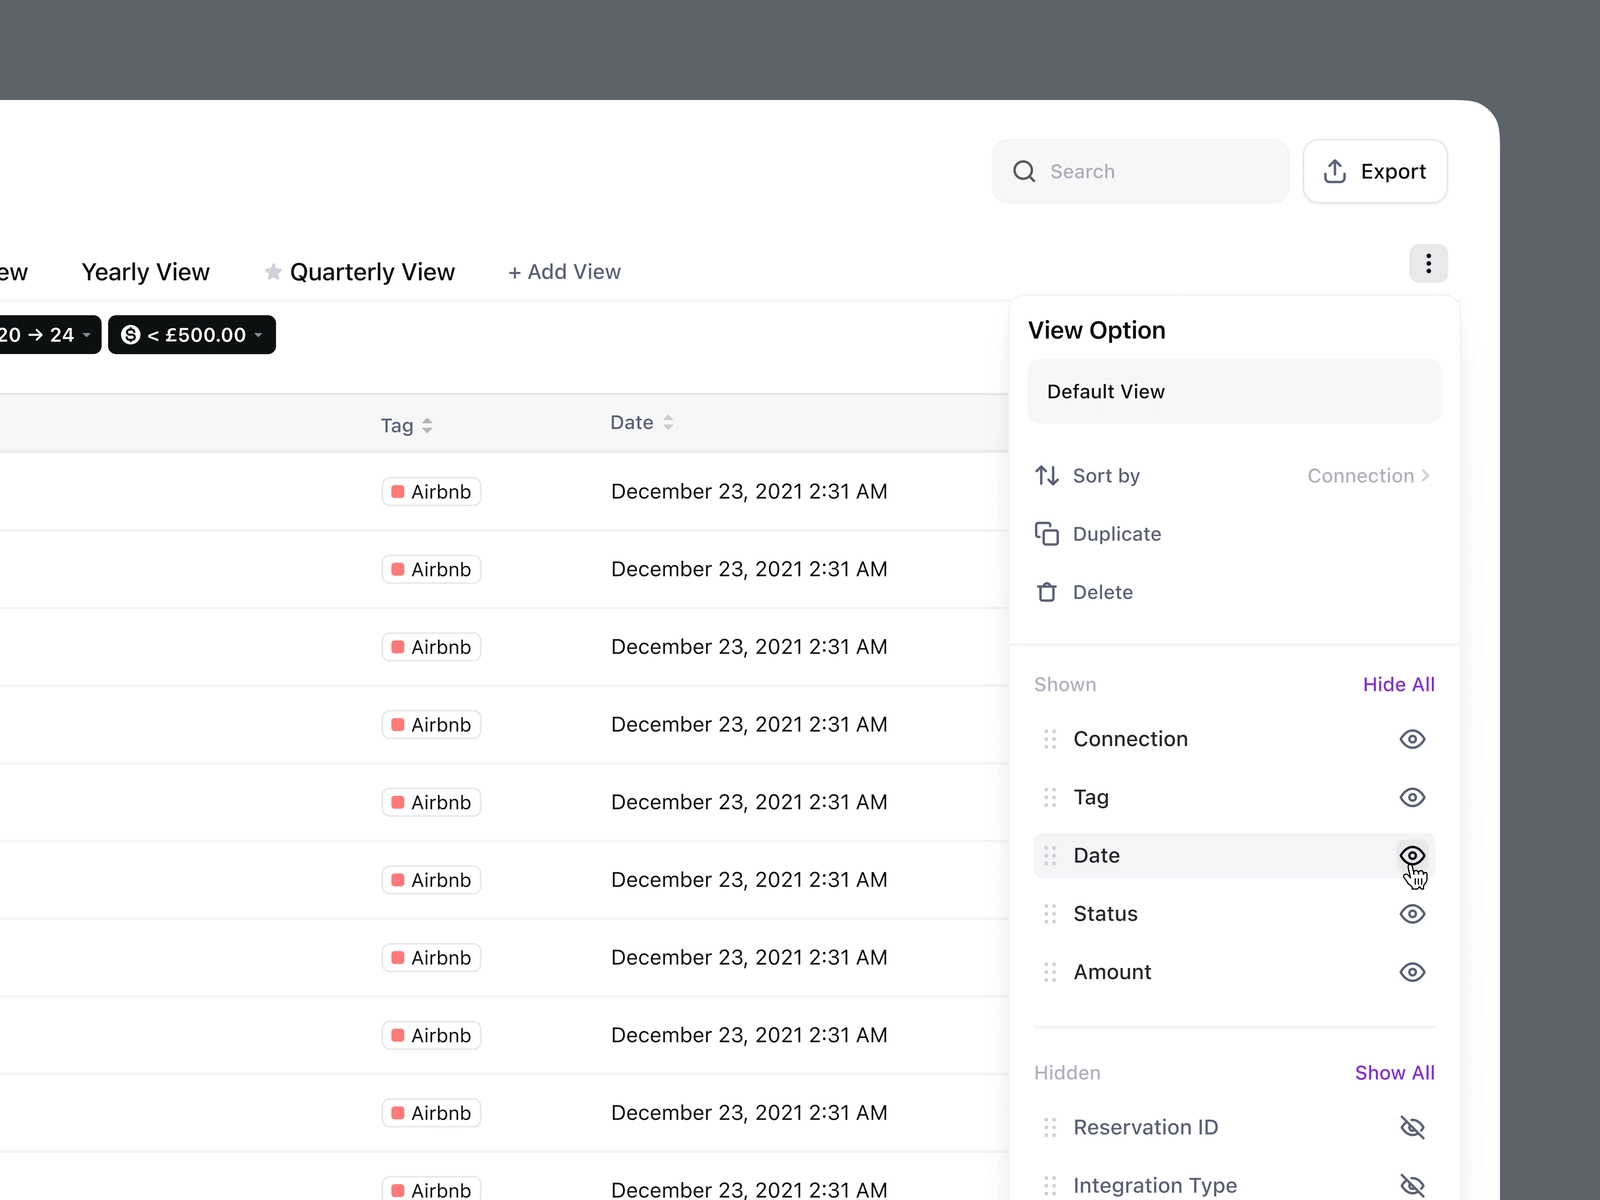 Search
Export
ew
Yearly View
Quarterly View
+ Add View
20 → 24
< £500.00
View Option
Default View
Sort by
Connection
Duplicate
Delete
Tag
Date
Airbnb
December 23, 2021 2:31 AM
Airbnb
December 23, 2021 2:31 AM
Airbnb
December 23, 2021 2:31 AM
Airbnb
December 23, 2021 2:31 AM
Airbnb
December 23, 2021 2:31 AM
Airbnb
December 23, 2021 2:31 AM
Airbnb
December 23, 2021 2:31 AM
Airbnb
December 23, 2021 2:31 AM
Airbnb
December 23, 2021 2:31 AM
Airbnb
December 23, 2021 2:31 AM
Shown
Hide All
Connection
Tag
Date
Status
Amount
Hidden
Show All
Reservation ID
Integration Type